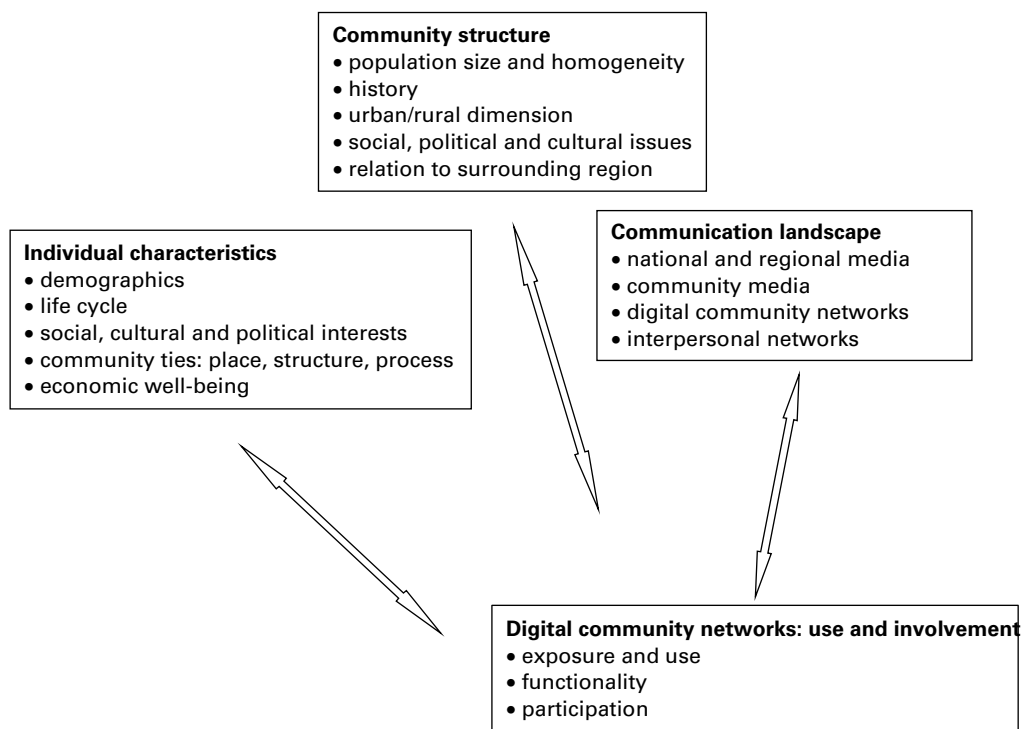 Community structure
• population size and homogeneity
• history
• urban/rural dimension
• social, political and cultural issues
• relation to surrounding region
Individual characteristics
• demographics
• life cycle
• social, cultural and political interests
• community ties: place, structure, process
• economic well-being
Communication landscape
• national and regional media
• community media
• digital community networks
• interpersonal networks
Digital community networks: use and involvement
• exposure and use
• functionality
• participation